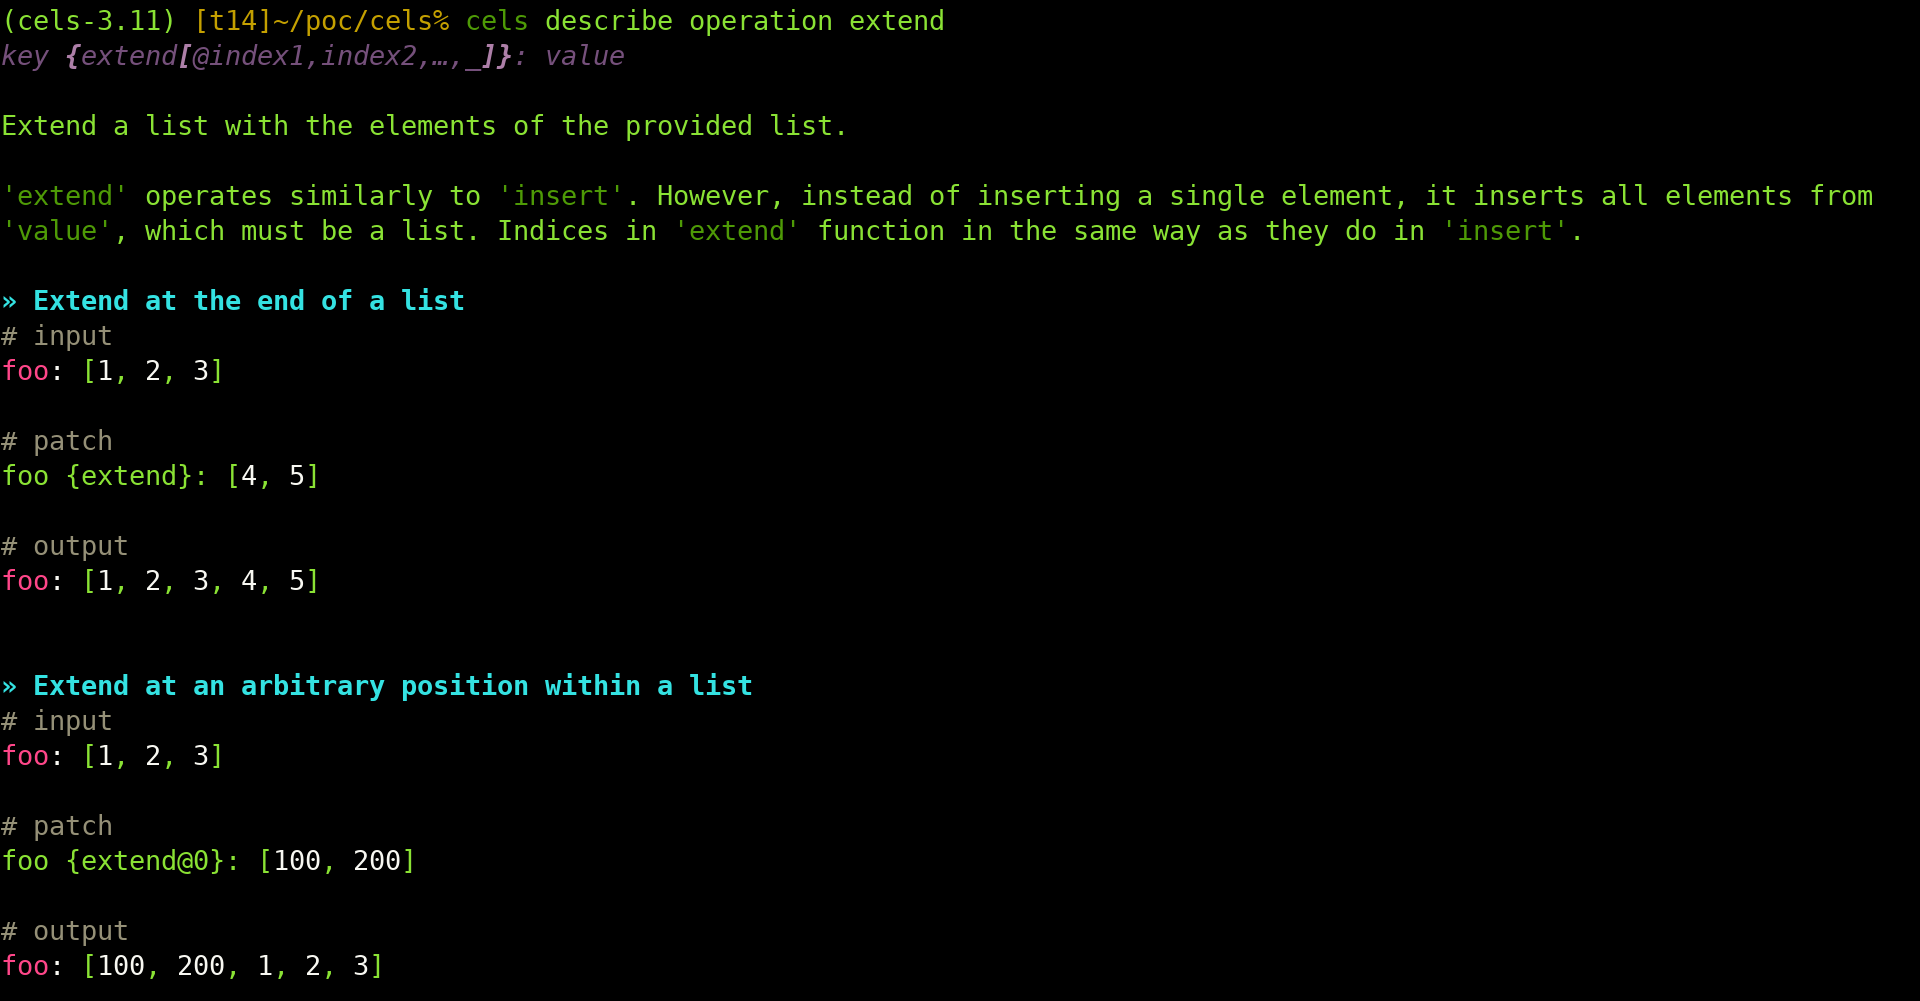 (cels-3.11) [t14]~/poc/cels% cels describe operation extend
key {extend[@index1,index2,…,_]}: value
Extend a list with the elements of the provided list.
'extend' operates similarly to 'insert'. However, instead of inserting a single element, it inserts all elements from
'value', which must be a list. Indices in 'extend' function in the same way as they do in 'insert'.
» Extend at the end of a list
# input
foo: [1, 2, 3]
# patch
foo {extend}: [4, 5]
# output
foo: [1, 2, 3, 4, 5]
» Extend at an arbitrary position within a list
# input
foo: [1, 2, 3]
# patch
foo {extend@0}: [100, 200]
# output
foo: [100, 200, 1, 2, 3]